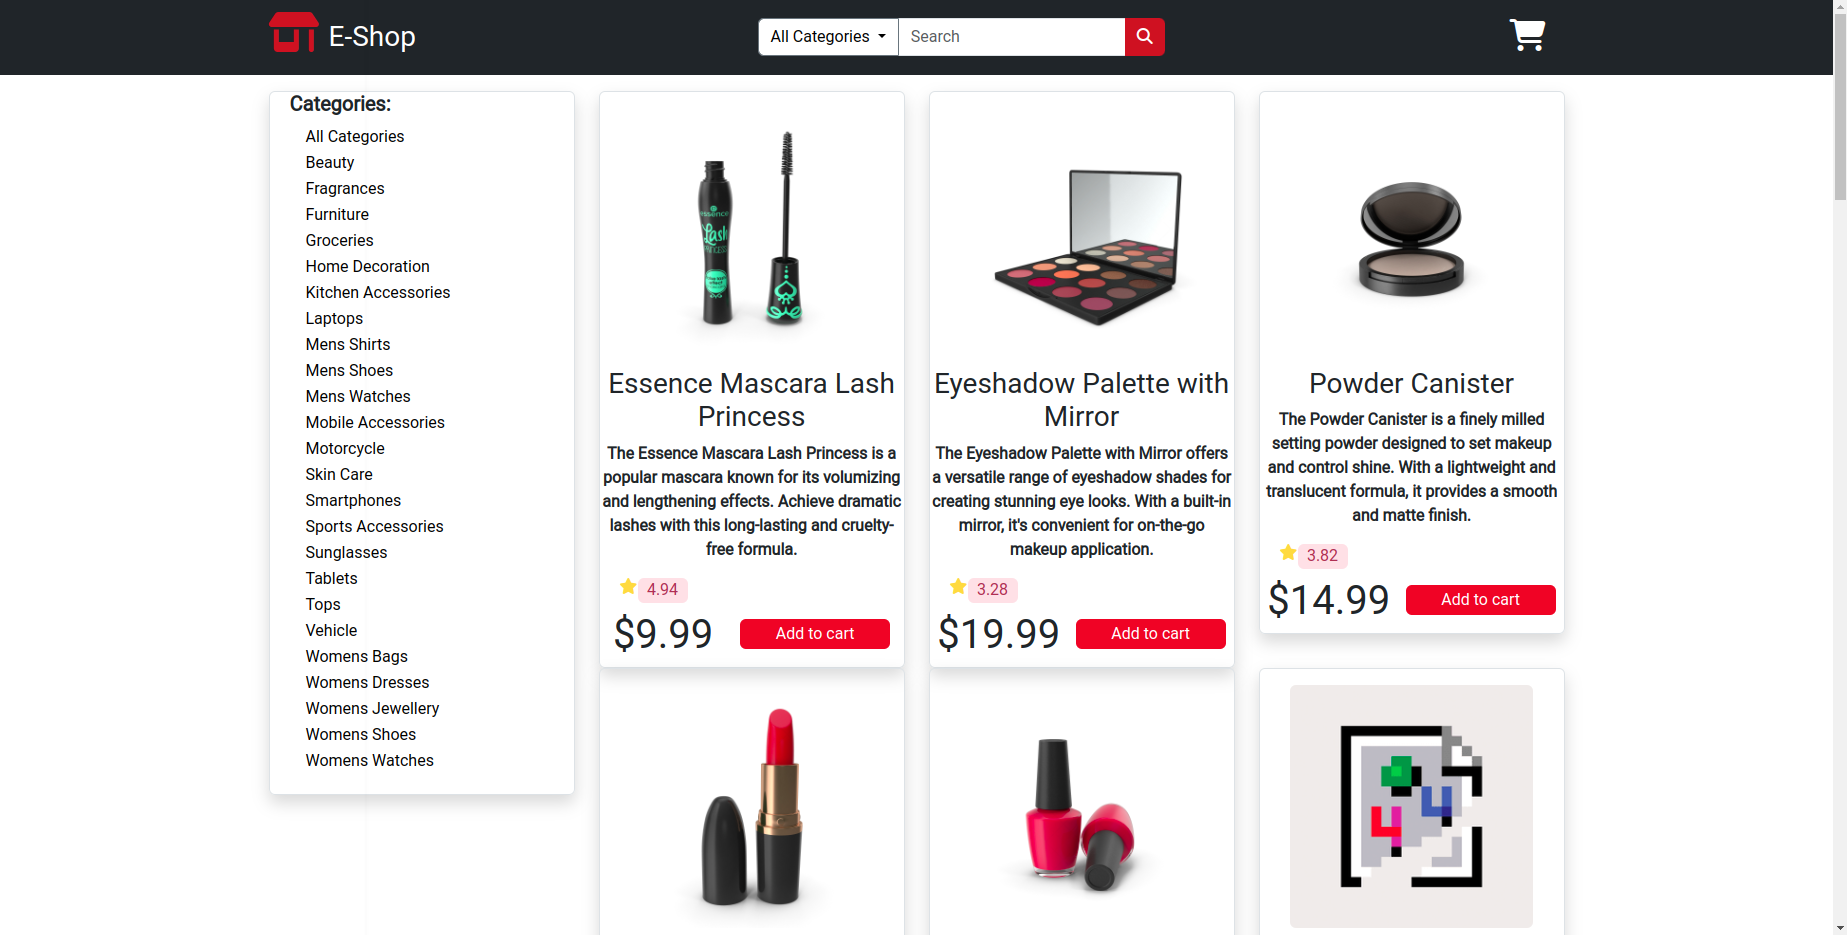 E-Shop
All Categories
Search
Categories:
All Categories
Beauty
Fragrances
Furniture
Groceries
Home Decoration
Kitchen Accessories
Laptops
Mens Shirts
Mens Shoes
Mens Watches
Mobile Accessories
Motorcycle
Skin Care
Smartphones
Sports Accessories
Sunglasses
Tablets
Tops
Vehicle
Womens Bags
Womens Dresses
Womens Jewellery
Womens Shoes
Womens Watches
essence
Lash
PRINCESS
Essence Mascara Lash
Princess
The Essence Mascara Lash Princess is a
popular mascara known for its volumizing
and lengthening effects. Achieve dramatic
lashes with this long-lasting and cruelty-
free formula.
4.94
$9.99
Add to cart
Eyeshadow Palette with
Mirror
The Eyeshadow Palette with Mirror offers
a versatile range of eyeshadow shades for
creating stunning eye looks. With a built-in
mirror, it's convenient for on-the-go
makeup application.
3.28
$19.99
Add to cart
Powder Canister
The Powder Canister is a finely milled
setting powder designed to set makeup
and control shine. With a lightweight and
translucent formula, it provides a smooth
and matte finish.
3.82
$14.99
Add to cart